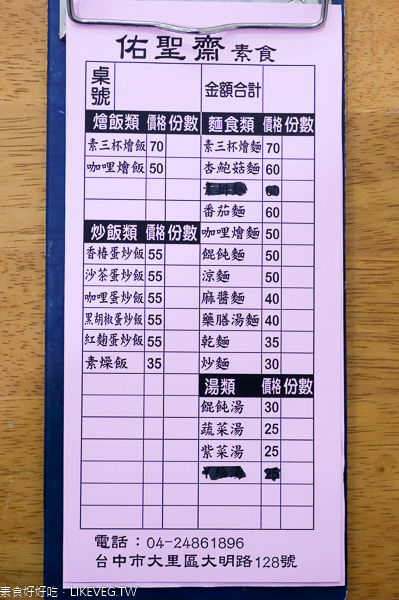 佑聖齋 素食
桌號 金額合計
燴飯類 價格 份數 麵食類 價格 份數
素三杯燴飯 70 素三杯燴麵 70
咖哩燴飯 50 杏鮑菇麵 60
番茄麵 60
炒飯類 價格 份數 咖哩燴麵 50
香椿蛋炒飯 55 餛飩麵 50
沙茶蛋炒飯 55 涼麵 50
咖哩蛋炒飯 55 麻醬麵 40
黑胡椒蛋炒飯 55 藥膳湯麵 40
紅麴蛋炒飯 55 乾麵 35
素燥飯 35 炒麵 30
湯類 價格 份數
餛飩湯 30
蔬菜湯 25
紫菜湯 25
電話：04-24861896
台中市大里區大明路128號
素食好好吃．LIKEVEG.TW